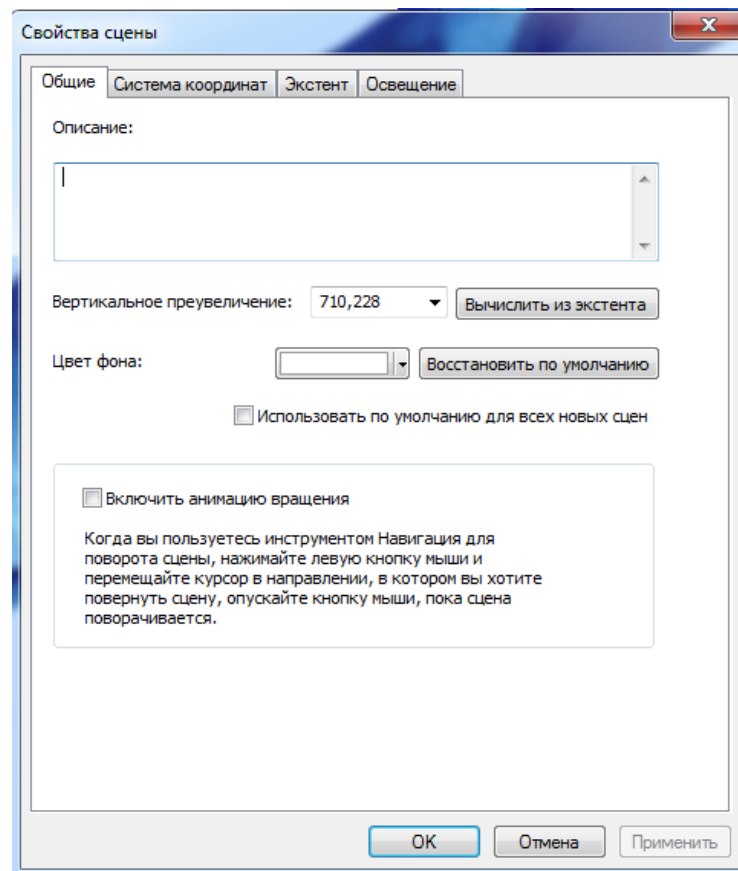 Свойства сцены
Общие Система координат Экстент Освещение
Описание:
Вертикальное преувеличение: 710,228 Вычислить из экстента
Цвет фона: Восстановить по умолчанию
Использовать по умолчанию для всех новых сцен
Включить анимацию вращения
Когда вы пользуетесь инструментом Навигация для
поворота сцены, нажимайте левую кнопку мыши и
перемещайте курсор в направлении, в котором вы хотите
повернуть сцену, опускайте кнопку мыши, пока сцена
поворачивается.
OK Отмена Применить